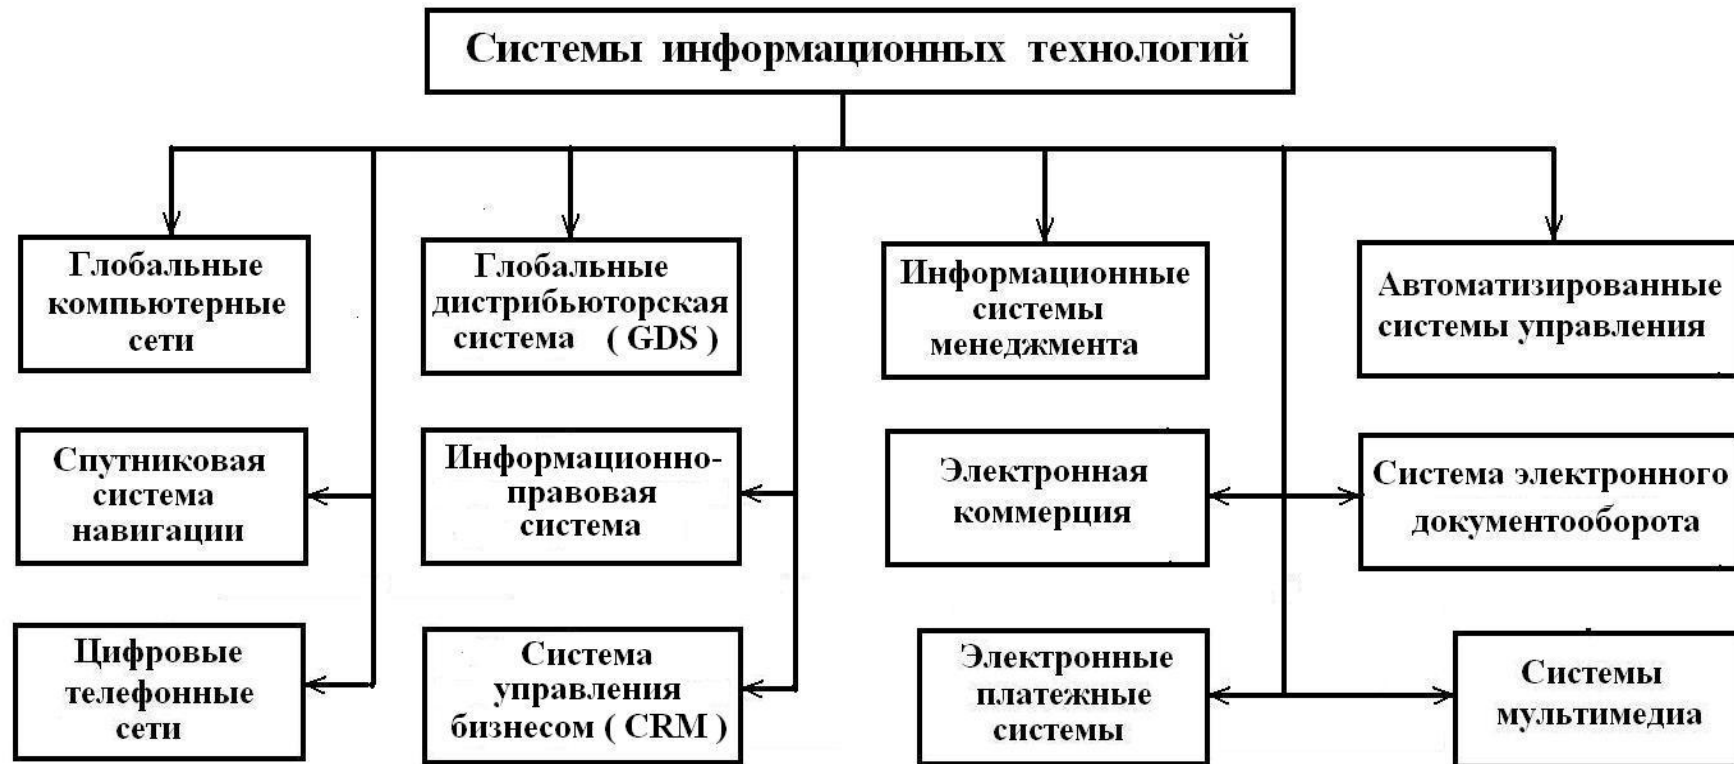 Системы информационных технологий
Глобальные
компьютерные
сети
Глобальные
дистрибьюторская
система ( GDS )
Информационные
системы
менеджмента
Автоматизированные
системы управления
Спутниковая
система
навигации
Информационно-
правовая
система
Электронная
коммерция
Система электронного
документооборота
Цифровые
телефонные
сети
Система
управления
бизнесом ( CRM )
Электронные
платежные
системы
Системы
мультимедиа